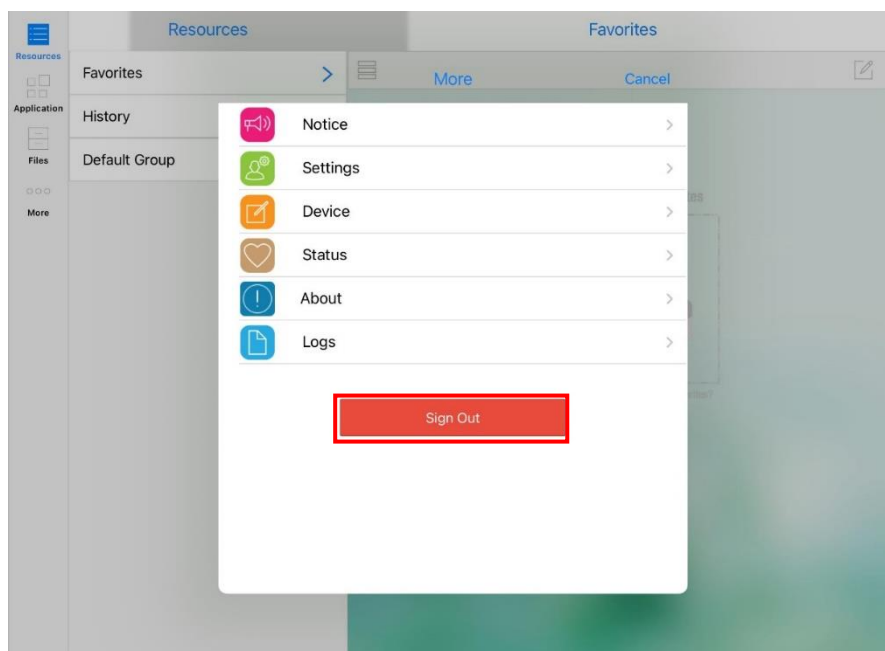 Resources
Favorites
Resources
Application
Files
More
Favorites
History
Default Group
More
Cancel
Notice
Settings
Device
Status
About
Logs
Sign Out